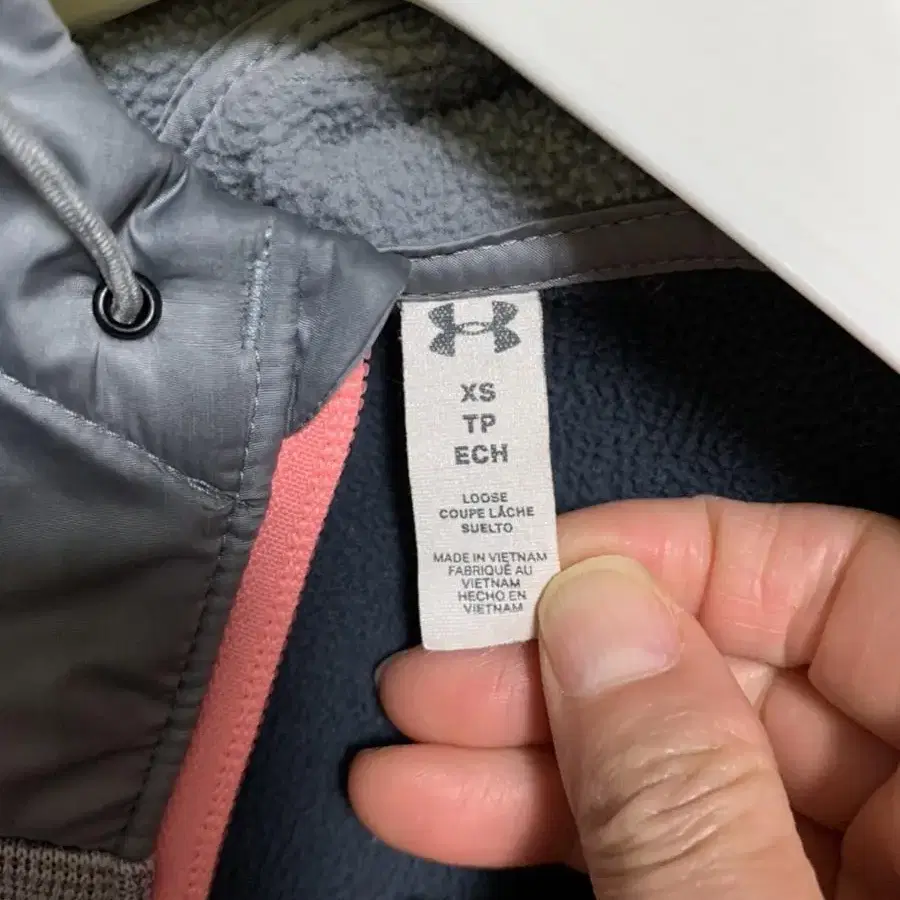 XS
TP
ECH
LOOSE
COUPE LÂCHE
SUELTO
MADE IN VIETNAM
FABRIQUÉ AU
VIETNAM
HECHO EN
VIETNAM